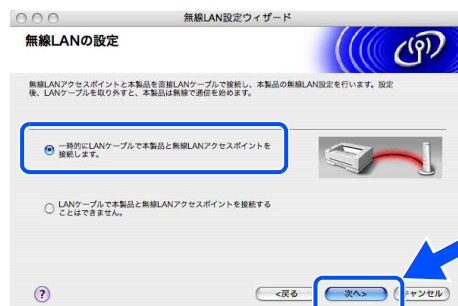 無線LAN設定ウィザード
無線LANの設定
無線LANアクセスポイントと本製品を直接LANケーブルで接続し、本製品の無線LAN設定を行います。設定
後、LANケーブルを取り外すと、本製品は無線で通信を始めます。
一時的にLANケーブルで本製品と無線LANアクセスポイントを
接続します。
LANケーブルで本製品と無線LANアクセスポイントを接続する
ことはできません。
? <戻る 次へ> キャンセル